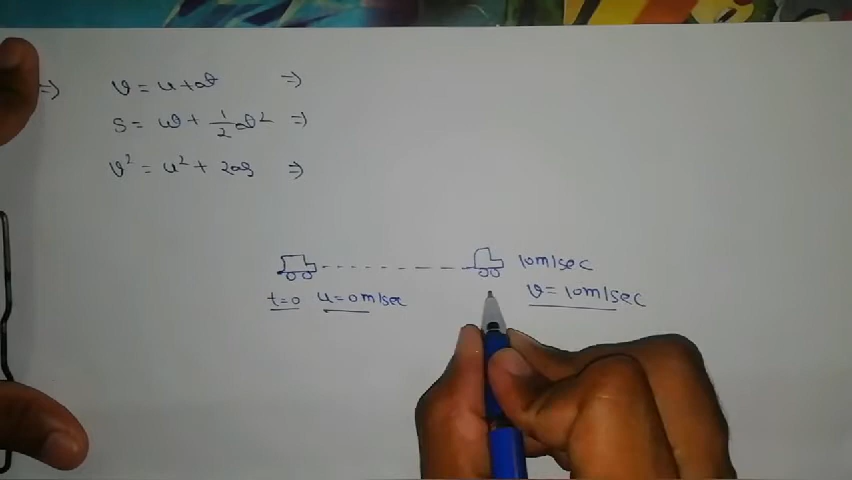 ⇒ v = u + at ⇒
s = ut + 1/2 at² ⇒
v² = u² + 2as ⇒
10m/sec
t=0 u=0m/sec v=10m/sec